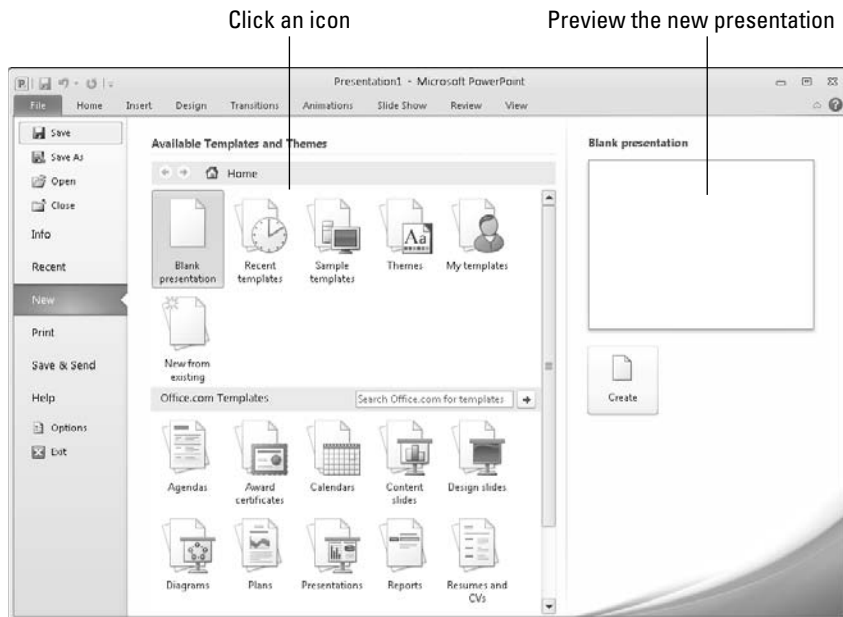 Click an icon
Preview the new presentation
Presentation1 - Microsoft PowerPoint
File Home Insert Design Transitions Animations Slide Show Review View
Save
Save As
Open
Close
Info
Recent
New
Print
Save & Send
Help
Options
Exit
Available Templates and Themes
Home
Blank presentation
Recent templates
Sample templates
Themes
My templates
New from existing
Office.com Templates
Search Office.com for templates
Agendas
Award certificates
Calendars
Content slides
Design slides
Diagrams
Plans
Presentations
Reports
Resumes and CVs
Blank presentation
Create